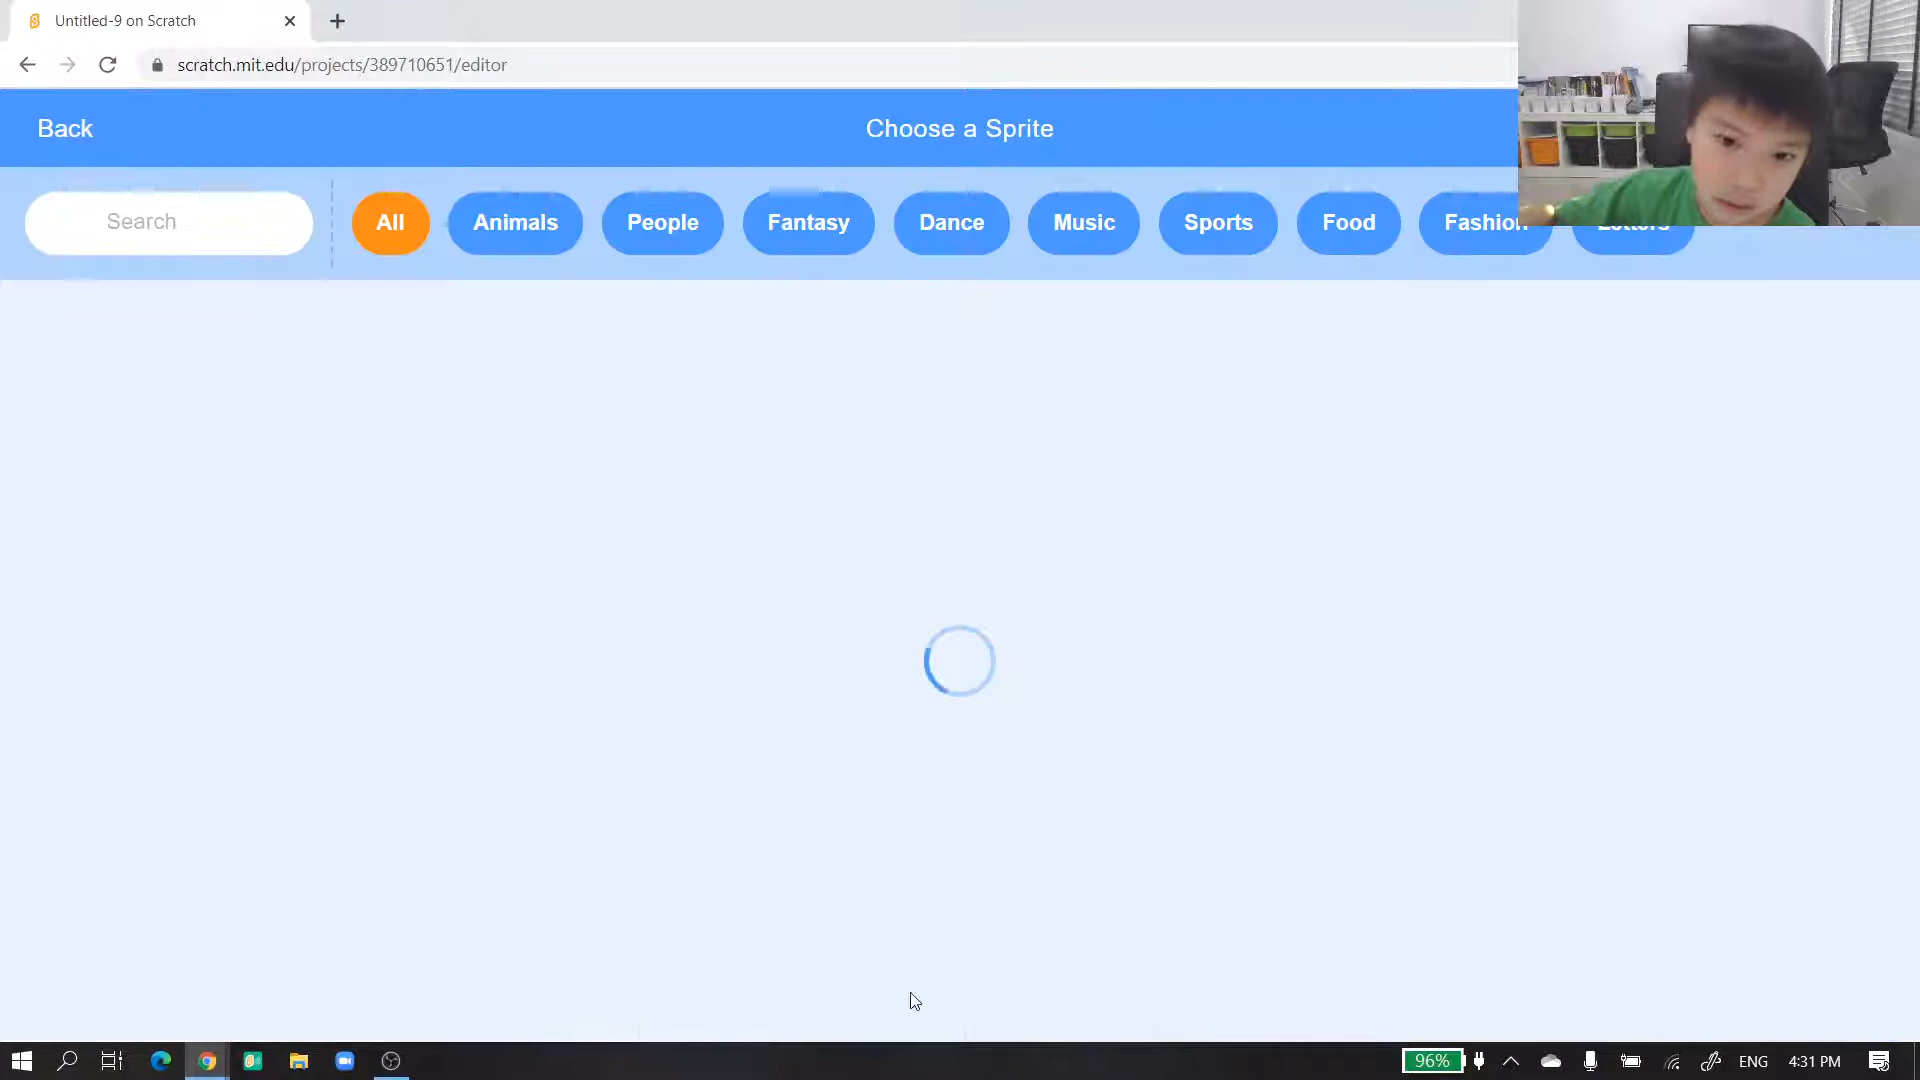 Untitled-9 on Scratch
scratch.mit.edu/projects/389710651/editor
Back
Choose a Sprite
Search
All
Animals
People
Fantasy
Dance
Music
Sports
Food
Fashion
96%
ENG
4:31 PM